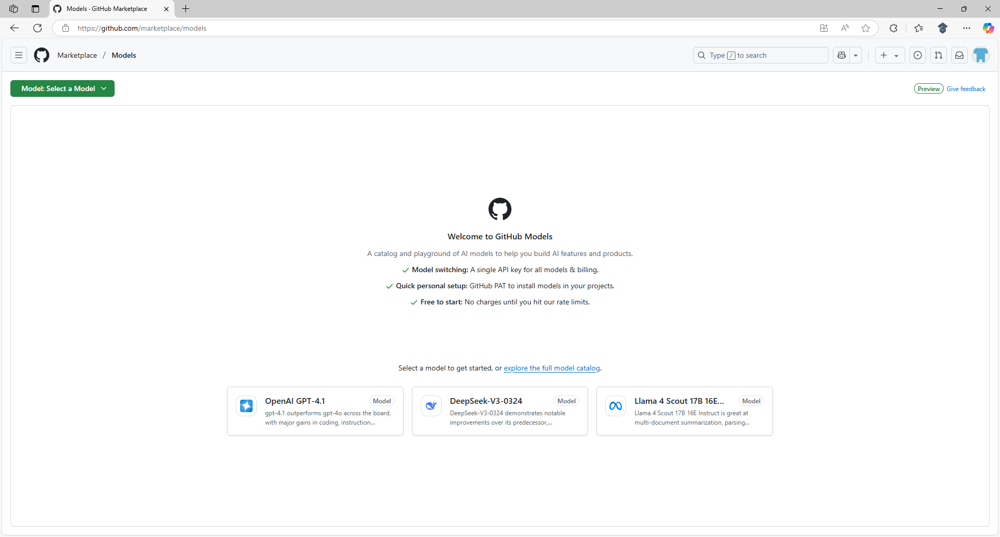 Models · GitHub Marketplace
https://github.com/marketplace/models
Marketplace / Models
Type / to search
Model: Select a Model
Preview
Give feedback
Welcome to GitHub Models
A catalog and playground of AI models to help you build AI features and products.
Model switching: A single API key for all models & billing.
Quick personal setup: GitHub PAT to install models in your projects.
Free to start: No charges until you hit our rate limits.
Select a model to get started, or explore the full model catalog.
OpenAI GPT-4.1
Model
gpt-4.1 outperforms gpt-4o across the board,
with major gains in coding, instruction...
DeepSeek-V3-0324
Model
DeepSeek-V3-0324 demonstrates notable
improvements over its predecessor,...
Llama 4 Scout 17B 16E...
Model
Llama 4 Scout 17B 16E Instruct is great at
multi-document summarization, parsing...